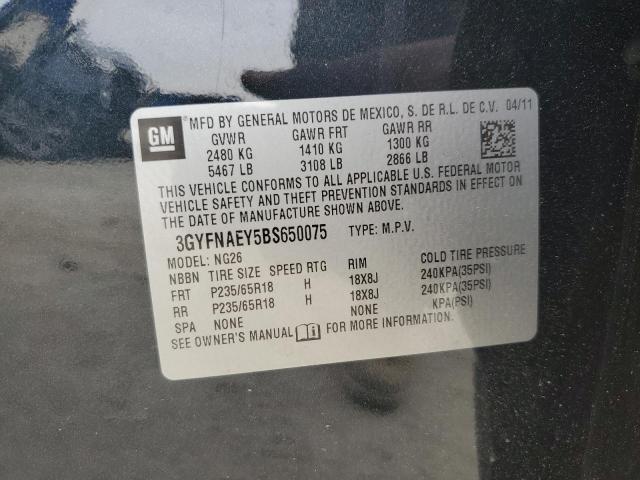 GM
MFD BY GENERAL MOTORS DE MEXICO, S. DE R.L. DE C.V. 04/11
GVWR GAWR FRT GAWR RR
2480 KG 1410 KG 1300 KG
5467 LB 3108 LB 2866 LB
THIS VEHICLE CONFORMS TO ALL APPLICABLE U.S. FEDERAL MOTOR
VEHICLE SAFETY AND THEFT PREVENTION STANDARDS IN EFFECT ON
THE DATE OF MANUFACTURE SHOWN ABOVE.
3GYFNAEY5BS650075 TYPE: M.P.V.
MODEL: NG26
NBBN TIRE SIZE SPEED RTG RIM COLD TIRE PRESSURE
FRT P235/65R18 H 18X8J 240KPA(35PSI)
RR P235/65R18 H 18X8J 240KPA(35PSI)
SPA NONE NONE KPA(PSI)
SEE OWNER'S MANUAL i FOR MORE INFORMATION.